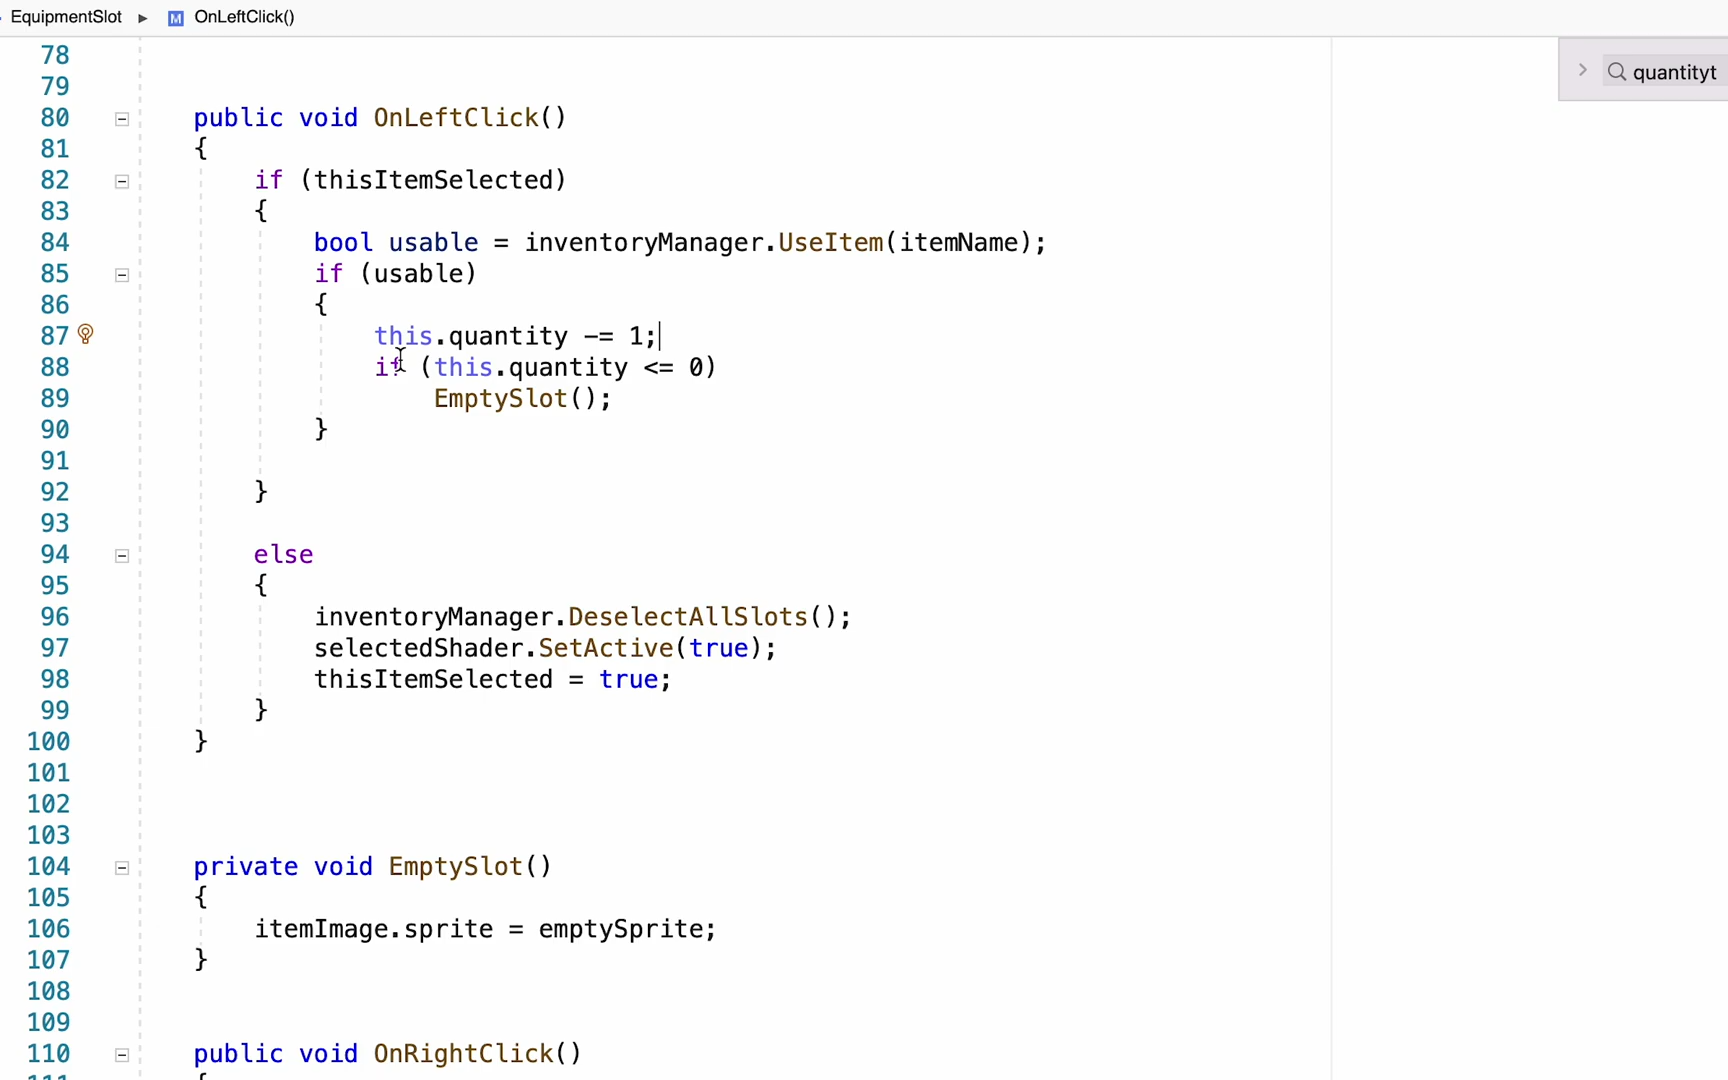 EquipmentSlot ▶ M OnLeftClick()
quantityt
78
79
80 public void OnLeftClick()
81 {
82 if (thisItemSelected)
83 {
84 bool usable = inventoryManager.UseItem(itemName);
85 if (usable)
86 {
87 this.quantity -= 1;
88 if (this.quantity <= 0)
89 EmptySlot();
90 }
91
92 }
93
94 else
95 {
96 inventoryManager.DeselectAllSlots();
97 selectedShader.SetActive(true);
98 thisItemSelected = true;
99 }
100 }
101
102
103
104 private void EmptySlot()
105 {
106 itemImage.sprite = emptySprite;
107 }
108
109
110 public void OnRightClick()
111 {